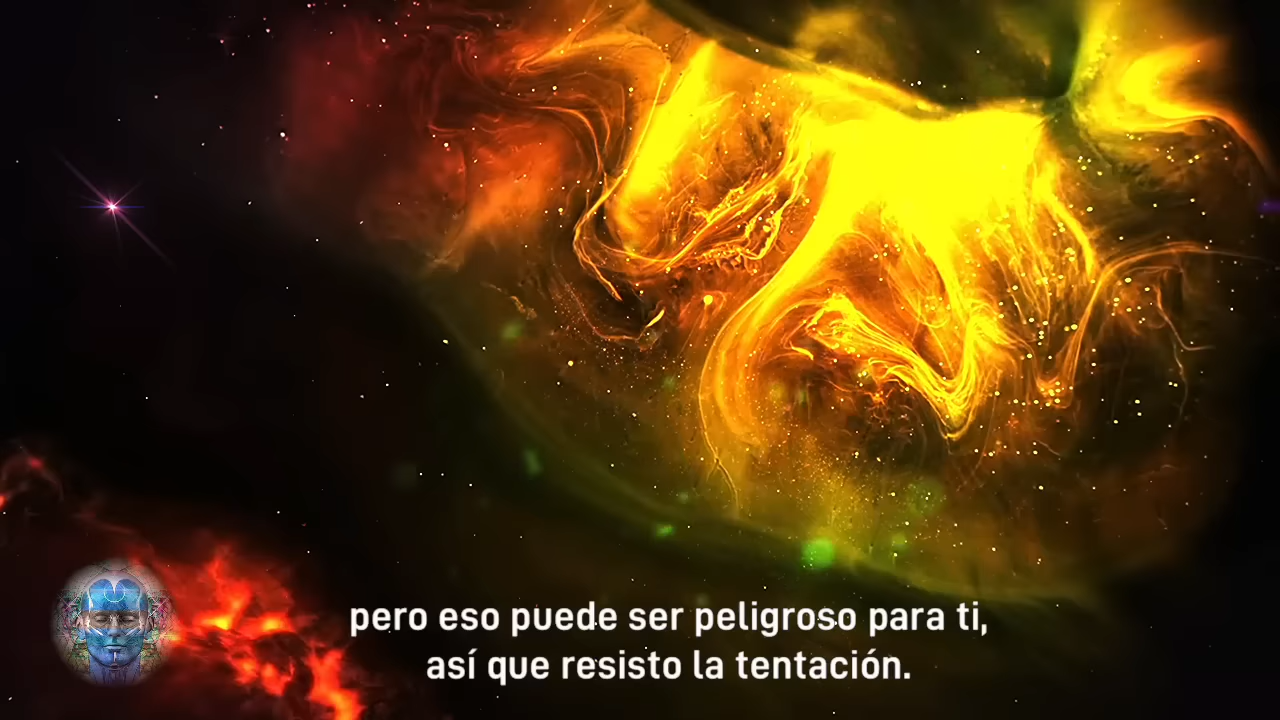 pero eso puede ser peligroso para ti,
así que resisto la tentación.